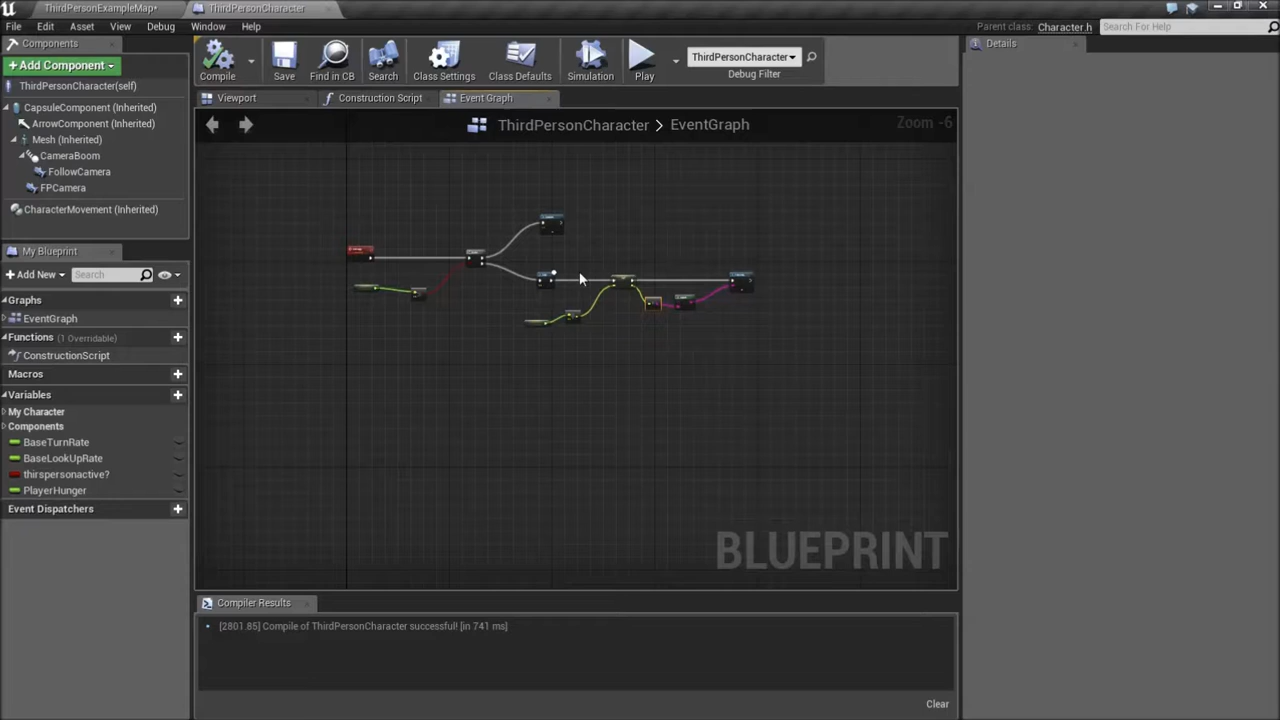 ThirdPersonExampleMap*
ThirdPersonCharacter
File Edit Asset View Debug Window Help
Parent class: Character.h
Search For Help
Components
+Add Component
Compile
Save
Find in CB
Search
Class Settings
Class Defaults
Simulation
Play
ThirdPersonCharacter
Debug Filter
Details
ThirdPersonCharacter(self)
Viewport
Construction Script
Event Graph
CapsuleComponent (Inherited)
ArrowComponent (Inherited)
Mesh (Inherited)
CameraBoom
FollowCamera
FPCamera
CharacterMovement (Inherited)
ThirdPersonCharacter > EventGraph
Zoom -6
My Blueprint
+Add New
Search
Graphs
EventGraph
Functions (1 Overridable)
ConstructionScript
Macros
Variables
My Character
Components
BaseTurnRate
BaseLookUpRate
thirspersonactive?
PlayerHunger
Event Dispatchers
BLUEPRINT
Compiler Results
[2801.85] Compile of ThirdPersonCharacter successful! [in 741 ms]
Clear